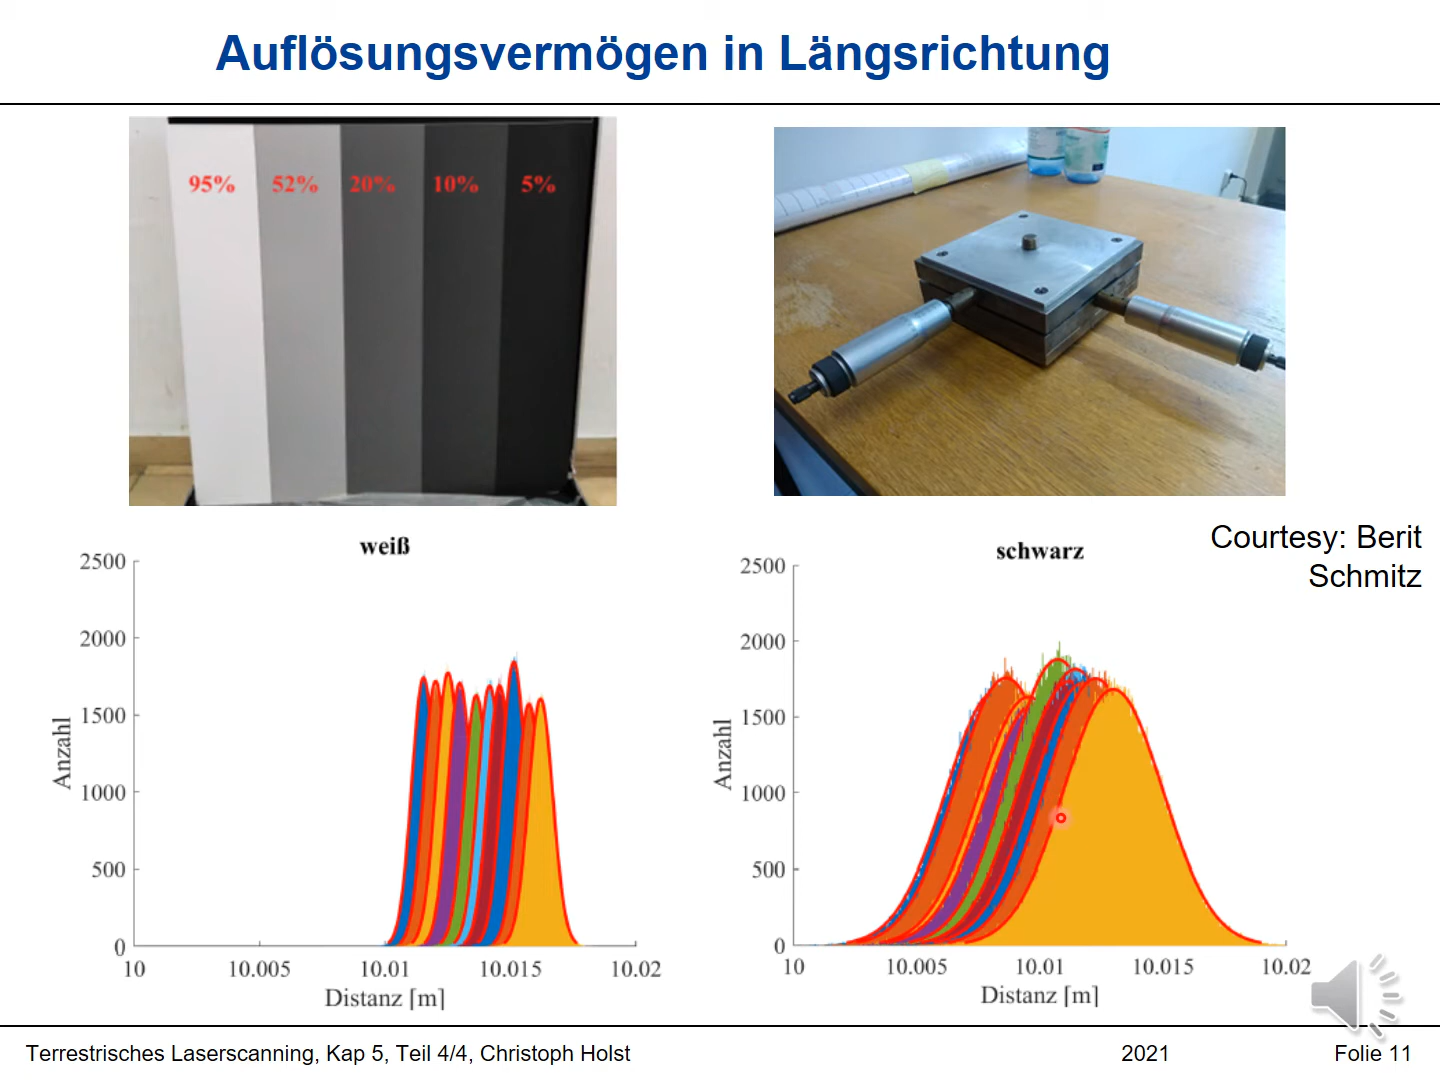 Auflösungsvermögen in Längsrichtung
95% 52% 20% 10% 5%
Courtesy: Berit
Schmitz
weiß
2500
2000
1500
1000
500
0
Anzahl
10 10.005 10.01 10.015 10.02
Distanz [m]
schwarz
2500
2000
1500
1000
500
0
Anzahl
10 10.005 10.01 10.015 10.02
Distanz [m]
Terrestrisches Laserscanning, Kap 5, Teil 4/4, Christoph Holst
2021
Folie 11